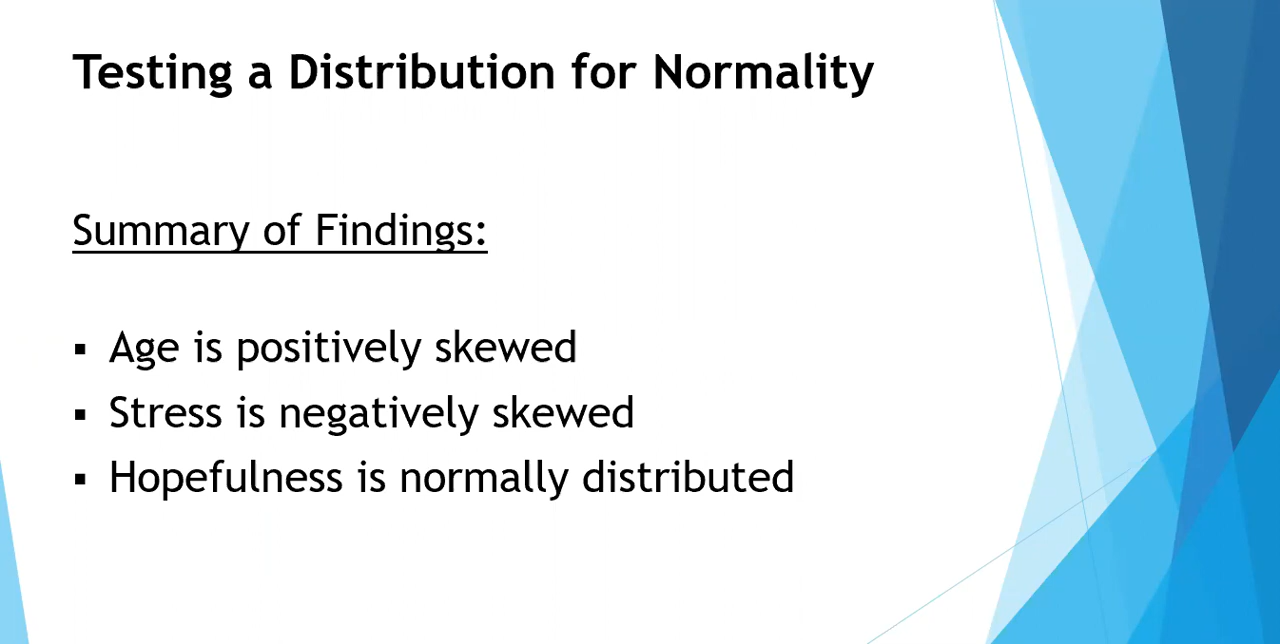 Testing a Distribution for Normality
Summary of Findings:
▪ Age is positively skewed
▪ Stress is negatively skewed
▪ Hopefulness is normally distributed